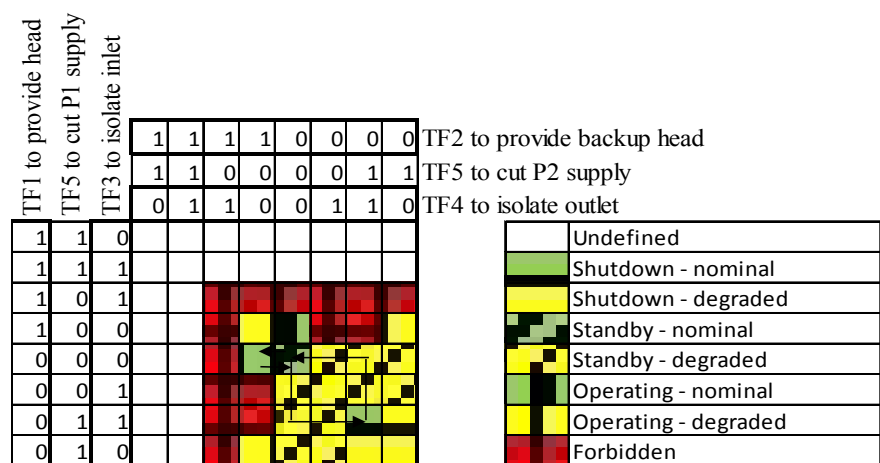 TF1 to provide head
TF5 to cut P1 supply
TF3 to isolate inlet
1 1 1 1 0 0 0 0 TF2 to provide backup head
1 1 0 0 0 0 1 1 TF5 to cut P2 supply
0 1 1 0 0 1 1 0 TF4 to isolate outlet
1 1 0 Undefined
1 1 1 Shutdown - nominal
1 0 1 Shutdown - degraded
1 0 0 Standby - nominal
0 0 0 Standby - degraded
0 0 1 Operating - nominal
0 1 1 Operating - degraded
0 1 0 Forbidden